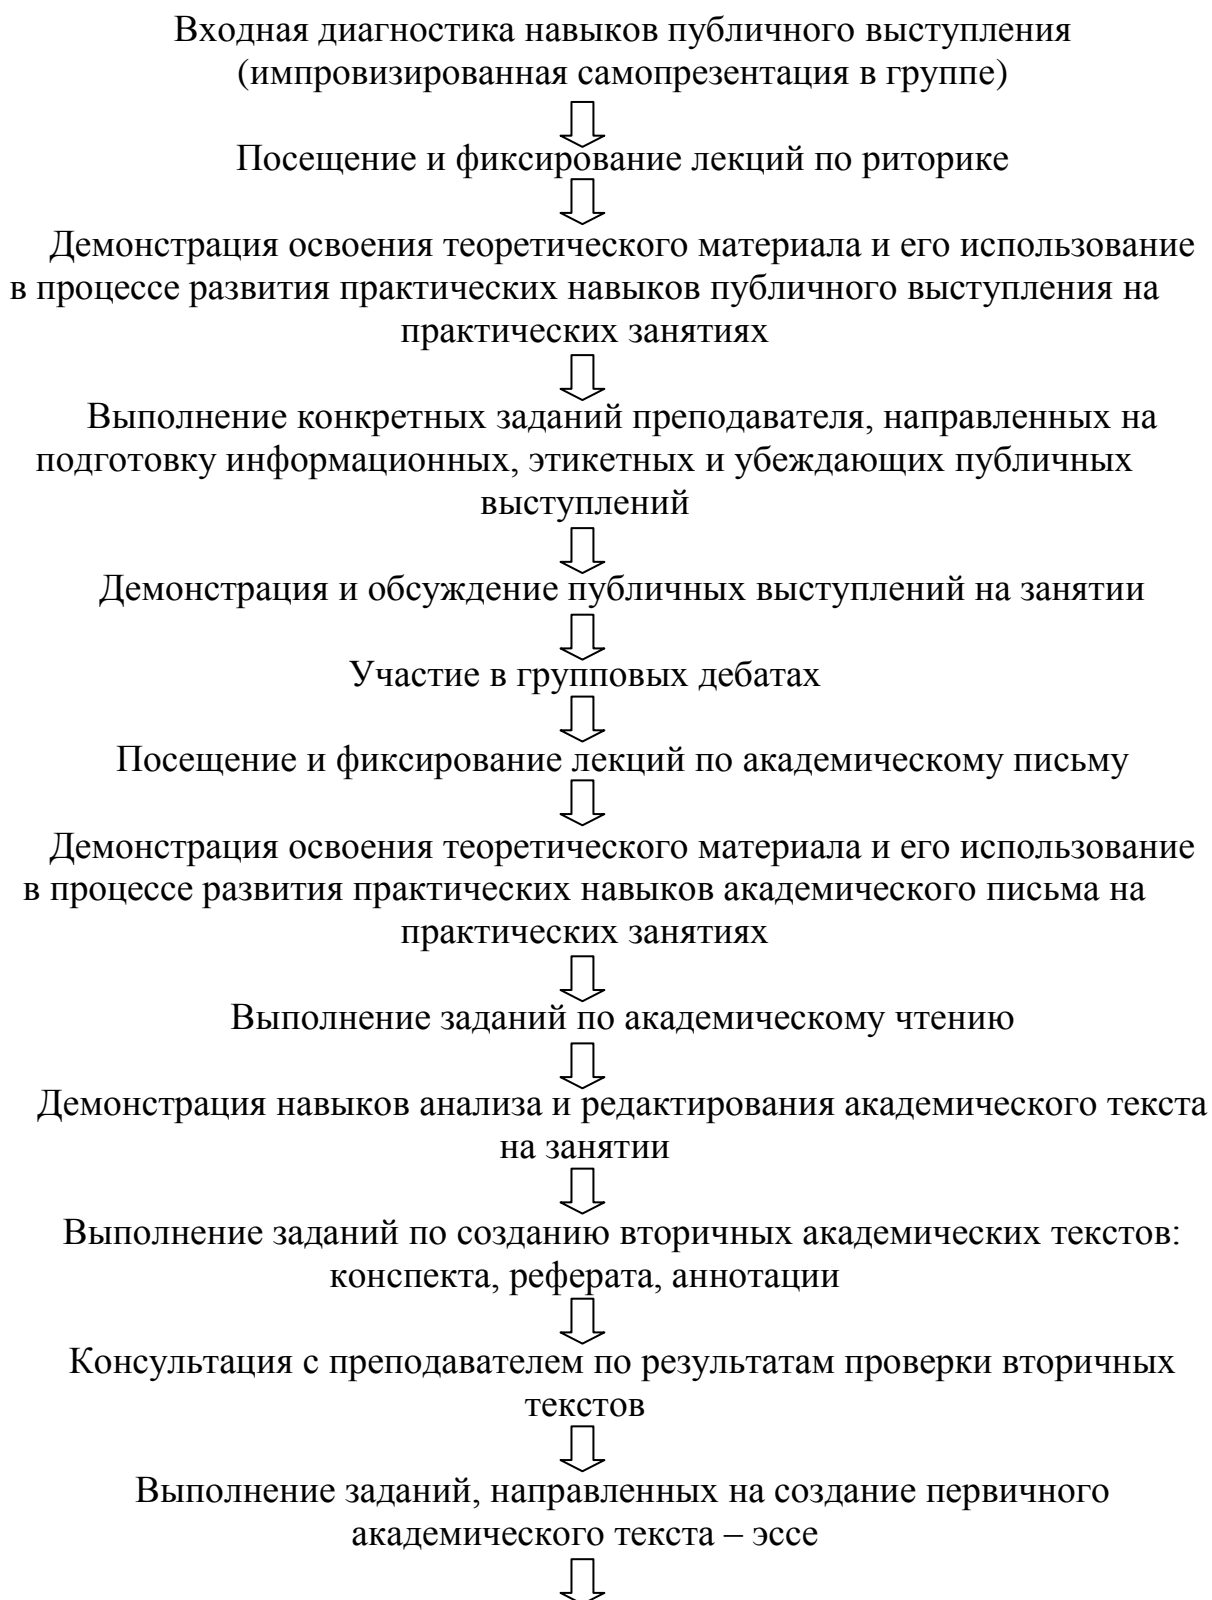 Входная диагностика навыков публичного выступления
(импровизированная самопрезентация в группе)
Посещение и фиксирование лекций по риторике
Демонстрация освоения теоретического материала и его использование
в процессе развития практических навыков публичного выступления на
практических занятиях
Выполнение конкретных заданий преподавателя, направленных на
подготовку информационных, этикетных и убеждающих публичных
выступлений
Демонстрация и обсуждение публичных выступлений на занятии
Участие в групповых дебатах
Посещение и фиксирование лекций по академическому письму
Демонстрация освоения теоретического материала и его использование
в процессе развития практических навыков академического письма на
практических занятиях
Выполнение заданий по академическому чтению
Демонстрация навыков анализа и редактирования академического текста
на занятии
Выполнение заданий по созданию вторичных академических текстов:
конспекта, реферата, аннотации
Консультация с преподавателем по результатам проверки вторичных
текстов
Выполнение заданий, направленных на создание первичного
академического текста – эссе